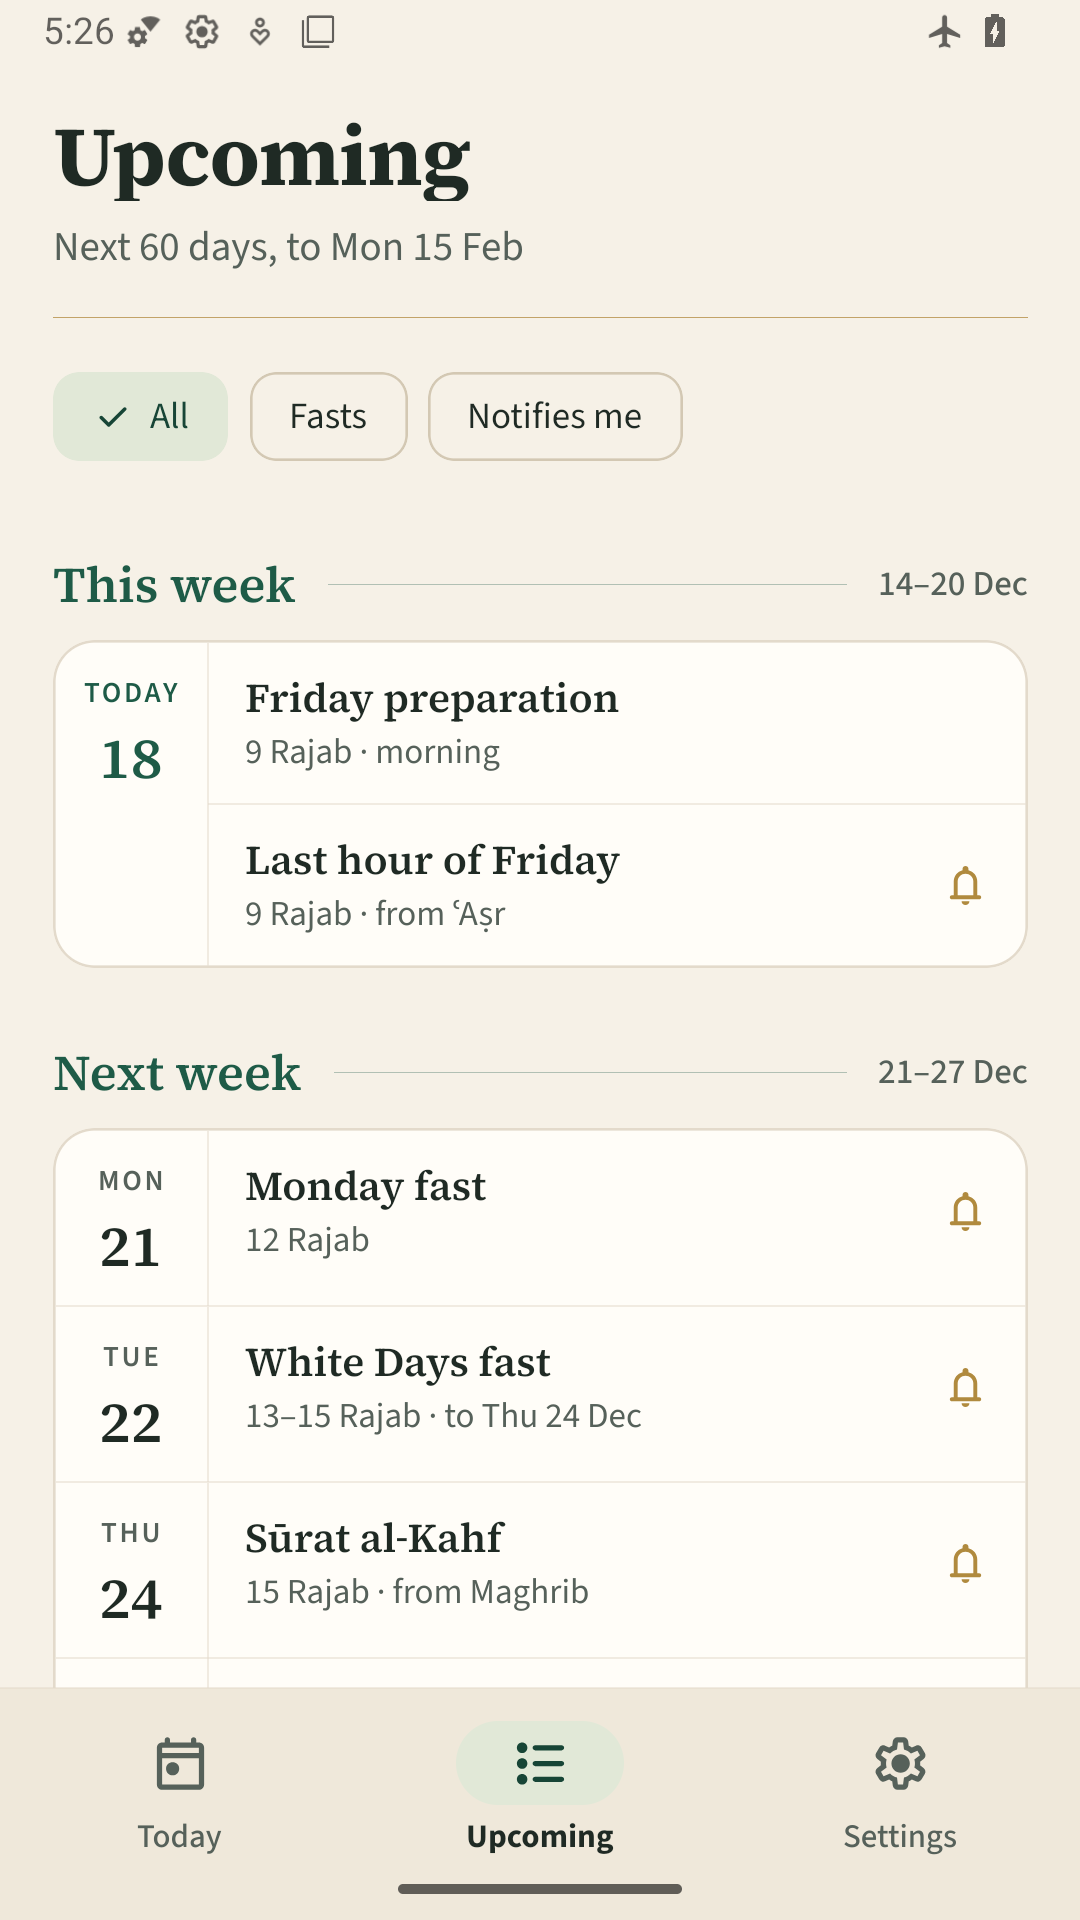 5:26
Upcoming
Next 60 days, to Mon 15 Feb
All
Fasts
Notifies me
This week
14–20 Dec
TODAY
18
Friday preparation
9 Rajab · morning
Last hour of Friday
9 Rajab · from ʿAṣr
Next week
21–27 Dec
MON
21
Monday fast
12 Rajab
TUE
22
White Days fast
13–15 Rajab · to Thu 24 Dec
THU
24
Sūrat al-Kahf
15 Rajab · from Maghrib
Today
Upcoming
Settings